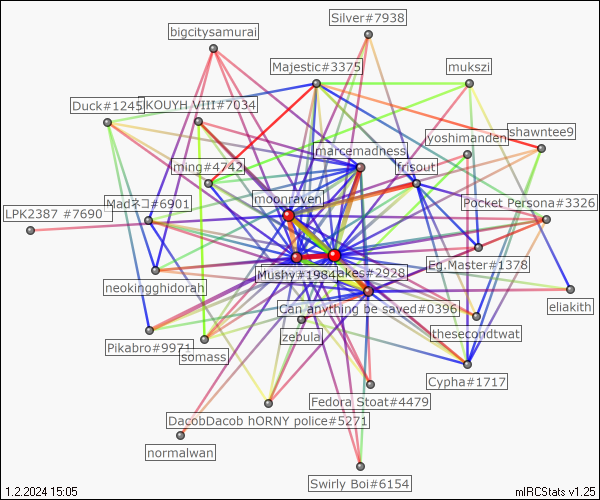 Silver#7938
bigcitysamurai
Majestic#3375
mukszi
Duck#1245
KOUYH VIII#7034
yoshimanden
shawntee9
marcemadness
ming#4742
frisout
moonraven
Madネコ#6901
Pocket Persona#3326
LPK2387 #7690
Mushy#1984
akes#2928
Eg.Master#1378
neokingghidorah
eliakith
Can anything be saved#0396
zebula
thesecondtwat
Pikabro#9971
somass
Cypha#1717
Fedora Stoat#4479
DacobDacob hORNY police#5271
normalwan
Swirly Boi#6154
1.2.2024 15:05
mIRCStats v1.25